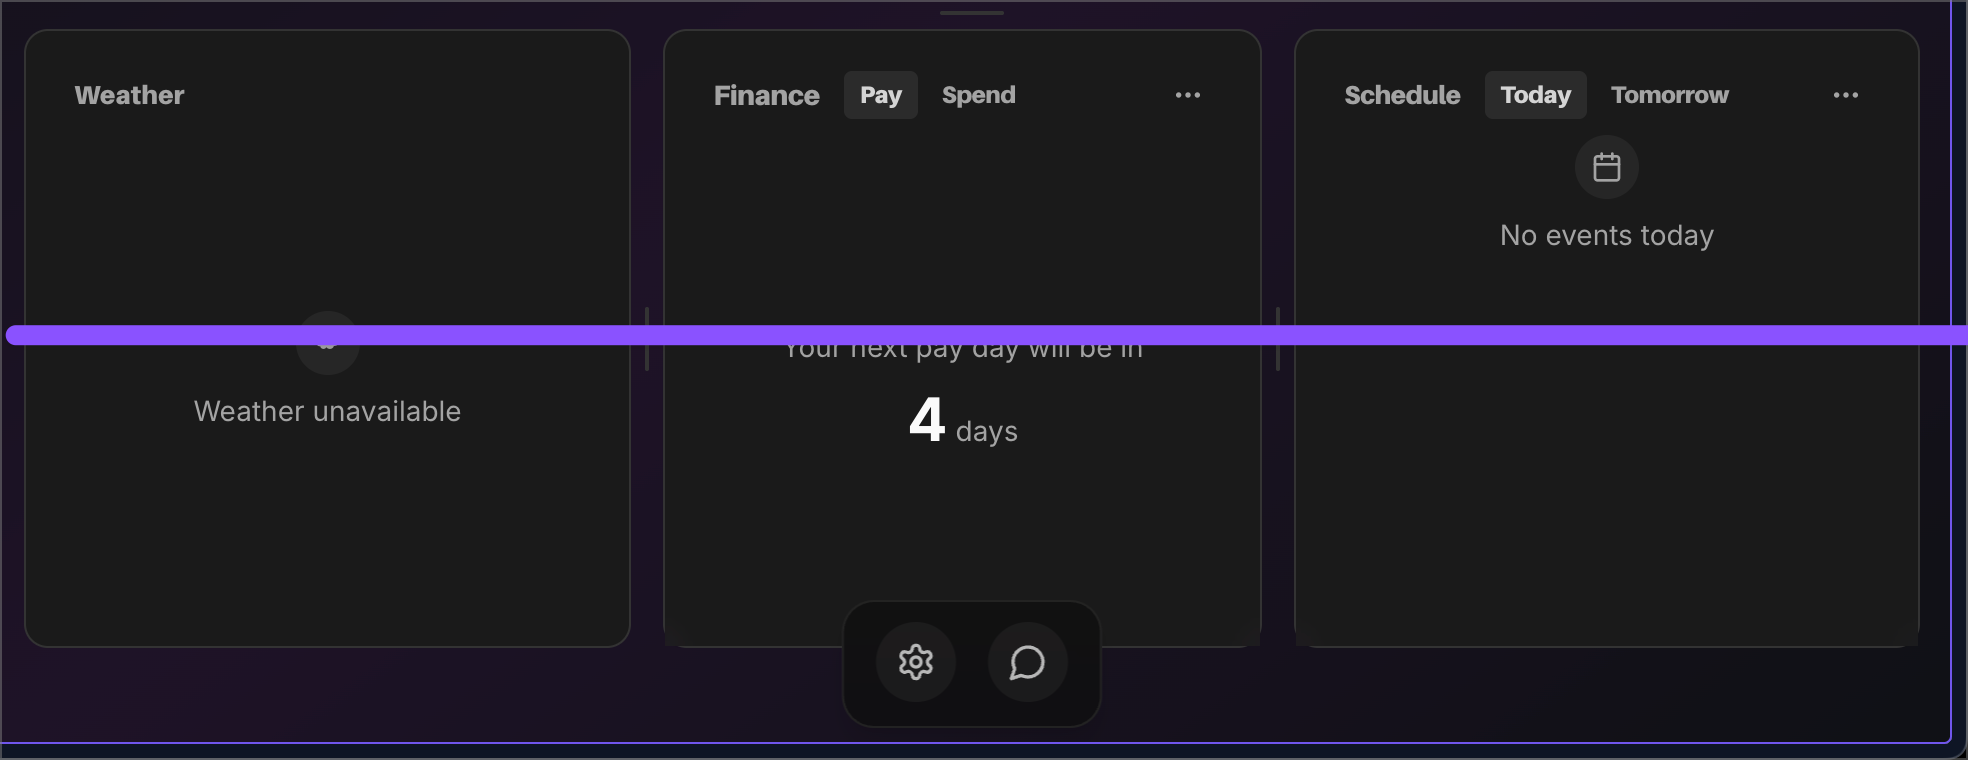 Weather
Finance Pay Spend
Schedule Today Tomorrow
No events today
Your next pay day will be in
Weather unavailable
4 days